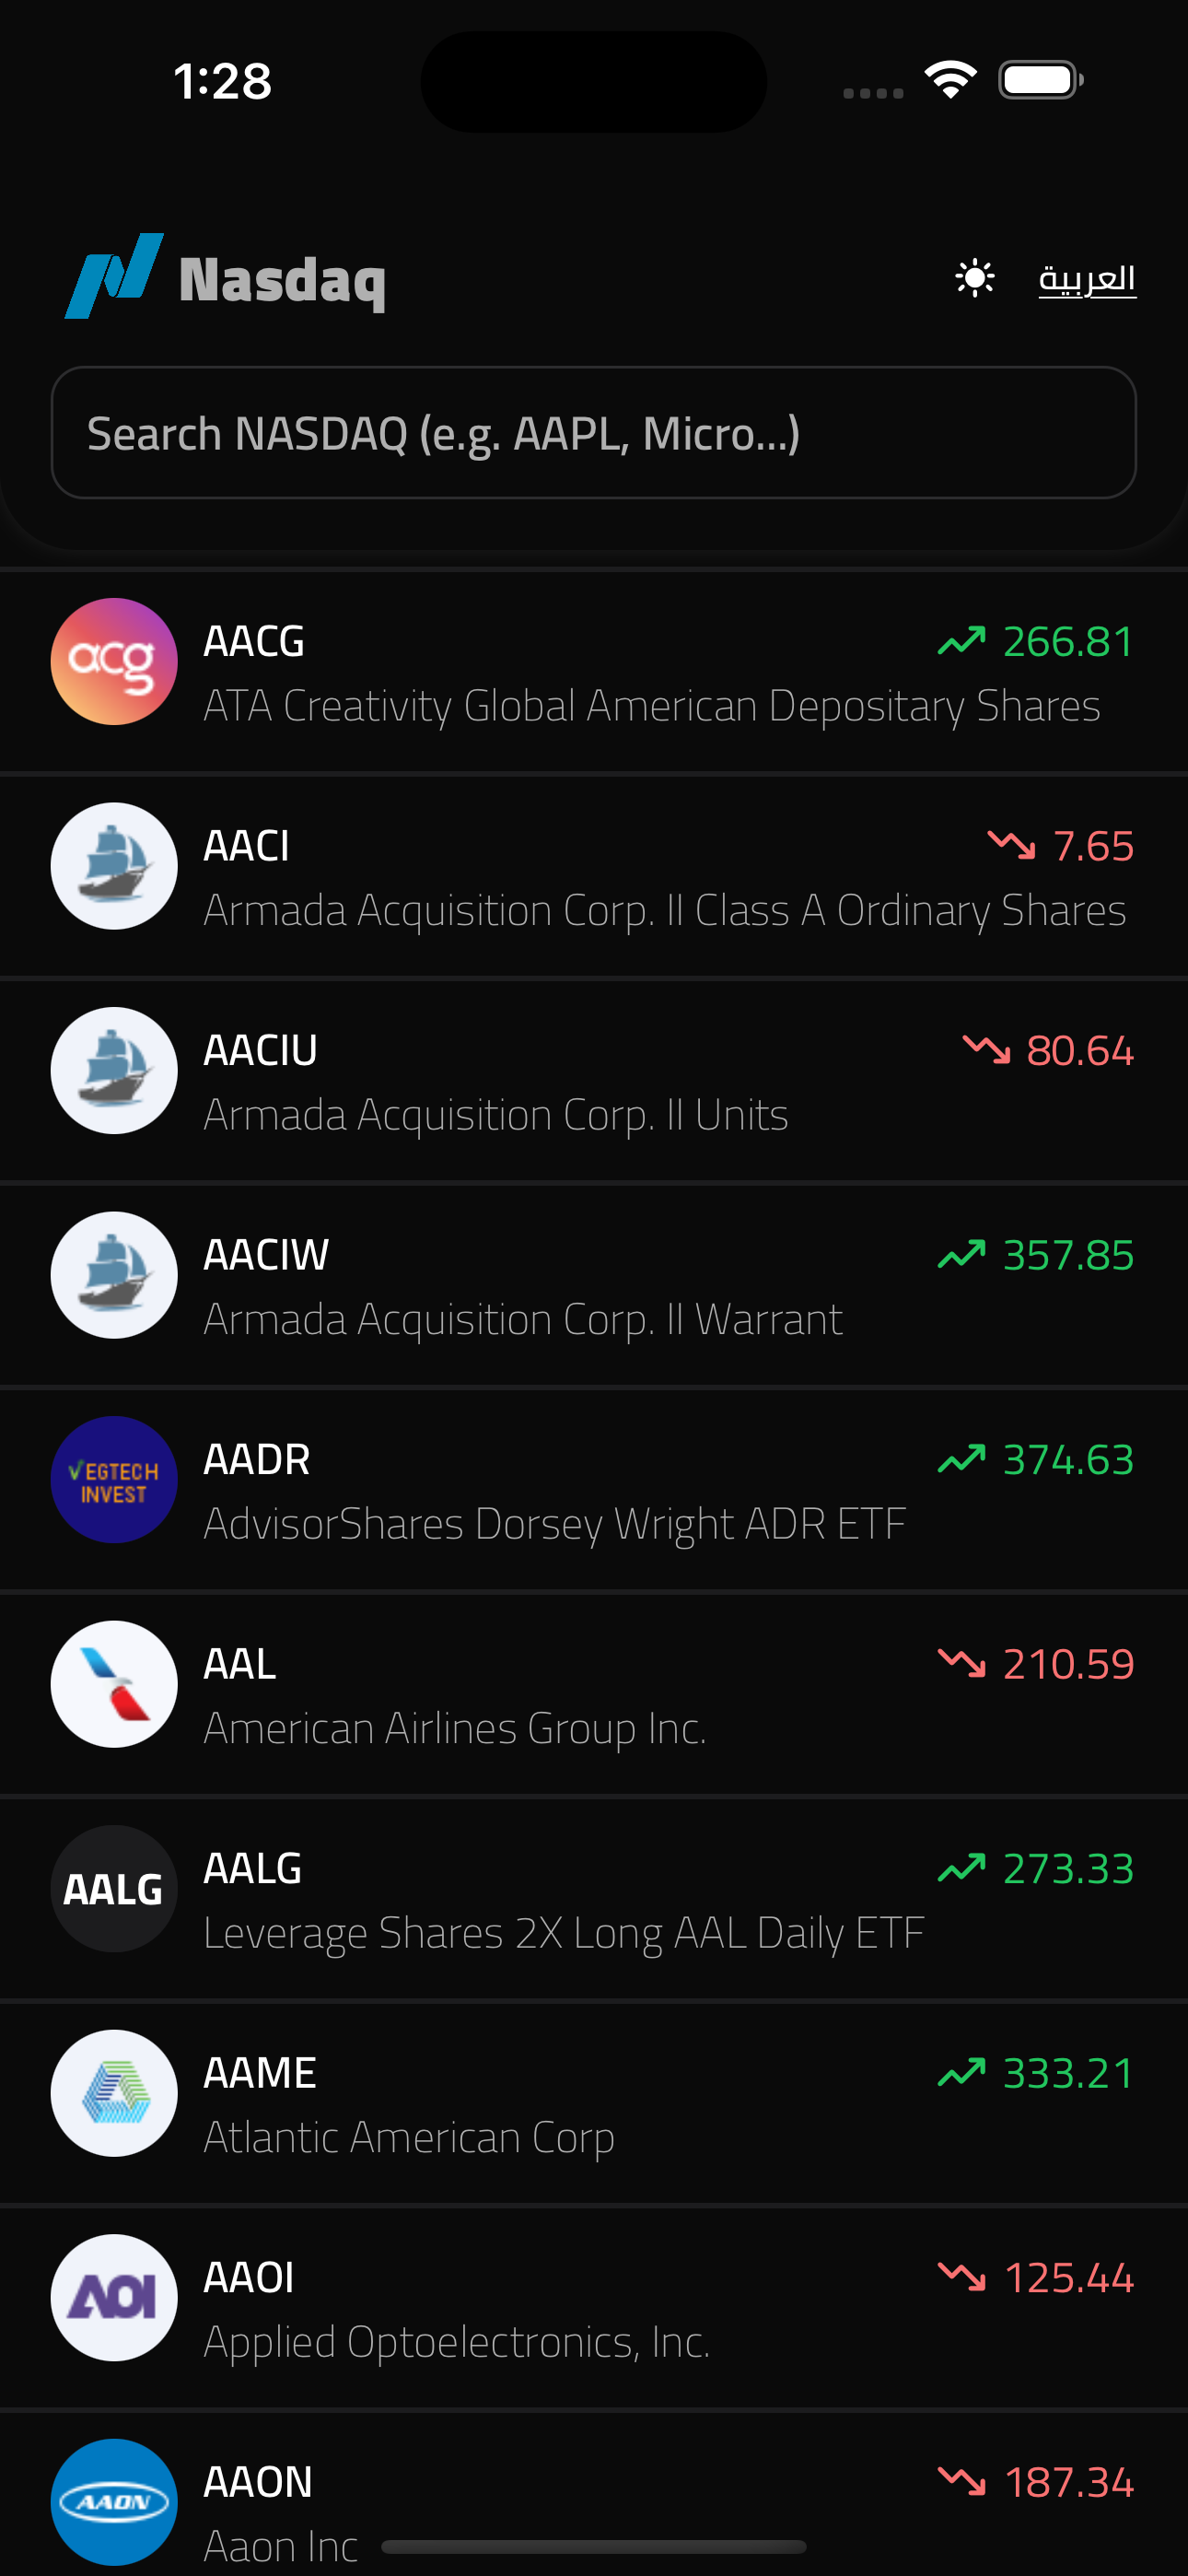 1:28
Nasdaq
العربية
Search NASDAQ (e.g. AAPL, Micro...)
acg
AACG
266.81
ATA Creativity Global American Depositary Shares
AACI
7.65
Armada Acquisition Corp. II Class A Ordinary Shares
AACIU
80.64
Armada Acquisition Corp. II Units
AACIW
357.85
Armada Acquisition Corp. II Warrant
VEGTECH
INVEST
AADR
374.63
AdvisorShares Dorsey Wright ADR ETF
AAL
210.59
American Airlines Group Inc.
AALG
AALG
273.33
Leverage Shares 2X Long AAL Daily ETF
AAME
333.21
Atlantic American Corp
AOI
AAOI
125.44
Applied Optoelectronics, Inc.
AAON
AAON
187.34
Aaon Inc